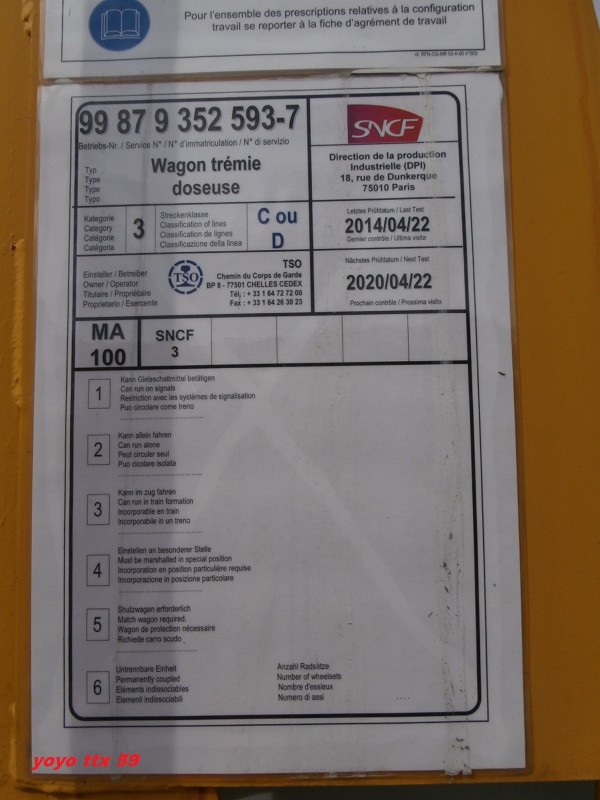 Pour l'ensemble des prescriptions relatives à la configuration
travail se reporter à la fiche d'agrément de travail
99 87 9 352 593-7
Betriebs-Nr. / Service N° / N° d'immatriculation / N° di servizio
Typ
Type
Type
Typo
Wagon trémie
doseuse
SNCF
Direction de la production
Industrielle (DPI)
18, rue de Dunkerque
75010 Paris
Kategorie
Category
Catégorie
Catégoria
3
Streckenklasse
Classification of lines
Classification de lignes
Classificazione della linea
C ou
D
Letztes Prüfdatum / Last Test
2014/04/22
Dernier contrôle / Ultima visita
Einsteller / Betreiber
Owner / Operator
Titulaire / Propriétaire
Proprietario / Esercente
TSO
TSO
Chemin du Corps de Garde
BP 8 - 77501 CHELLES CEDEX
Tél. : + 33 1 64 72 72 00
Fax : + 33 1 64 26 30 23
Nächstes Prüfdatum / Next Test
2020/04/22
Prochain contrôle / Prossima visita
MA
100
SNCF
3
1
Kann Gleisschaltmittel betätigen
Can run on signals
Restriction avec les systèmes de signalisation
Puo circolare come treno
2
Kann allein fahren
Can run alone
Peut circuler seul
Puo cicolare isolata
3
Kann im zug fahren
Can run in train formation
Incorporable en train
Incorporabile in un treno
4
Einstellen an besonderer Stelle
Must be marshalled in special position
Incorporation en position particulière requise
Incorporazione in posizione particolare
5
Shutzwagen erforderlich
Match wagon required.
Wagon de protection nécessaire
Richiede carro scudo
6
Untrennbare Einheit
Permanently coupled
Eléments indissociables
Elementi indissociabili
Anzahl Radsätze
Number of wheelsets
Nombre d'essieux
Numero di assi
yoyo ttx 59